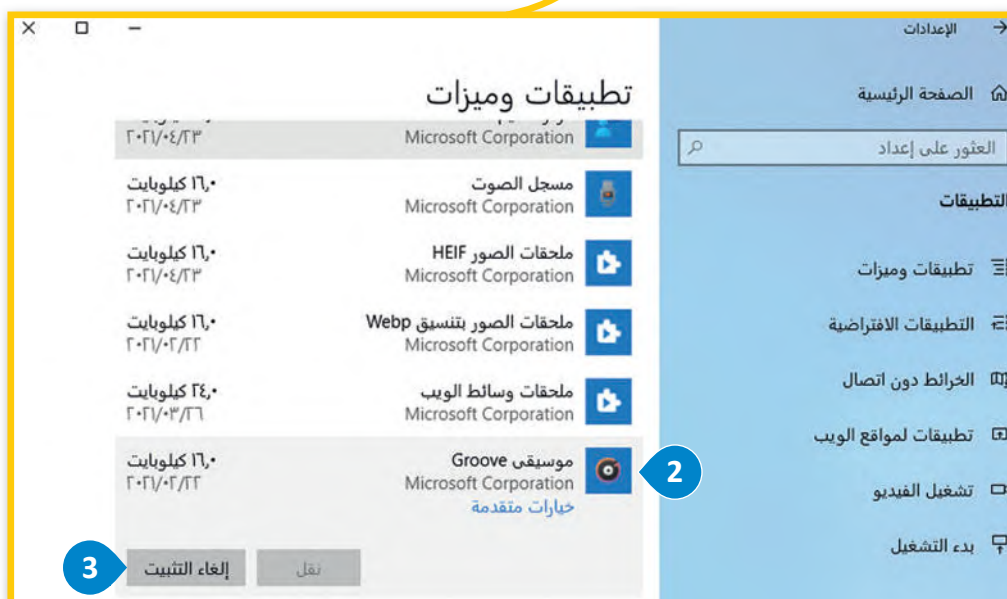 الإعدادات
الصفحة الرئيسية
العثور على إعداد
التطبيقات
تطبيقات وميزات
التطبيقات الافتراضية
الخرائط دون اتصال
تطبيقات لمواقع الويب
تشغيل الفيديو
بدء التشغيل
تطبيقات وميزات
Microsoft Corporation
٢٠٢١/٠٤/٢٣
مسجل الصوت
١٦,٠ كيلوبايت
Microsoft Corporation
٢٠٢١/٠٤/٢٣
ملحقات الصور HEIF
١٦,٠ كيلوبايت
Microsoft Corporation
٢٠٢١/٠٤/٢٣
ملحقات الصور بتنسيق Webp
١٦,٠ كيلوبايت
Microsoft Corporation
٢٠٢١/٠٢/٢٢
ملحقات وسائط الويب
٢٤,٠ كيلوبايت
Microsoft Corporation
٢٠٢١/٠٣/٢٦
موسيقى Groove
١٦,٠ كيلوبايت
Microsoft Corporation
٢٠٢١/٠٢/٢٢
خيارات متقدمة
2
نقل
إلغاء التثبيت
3